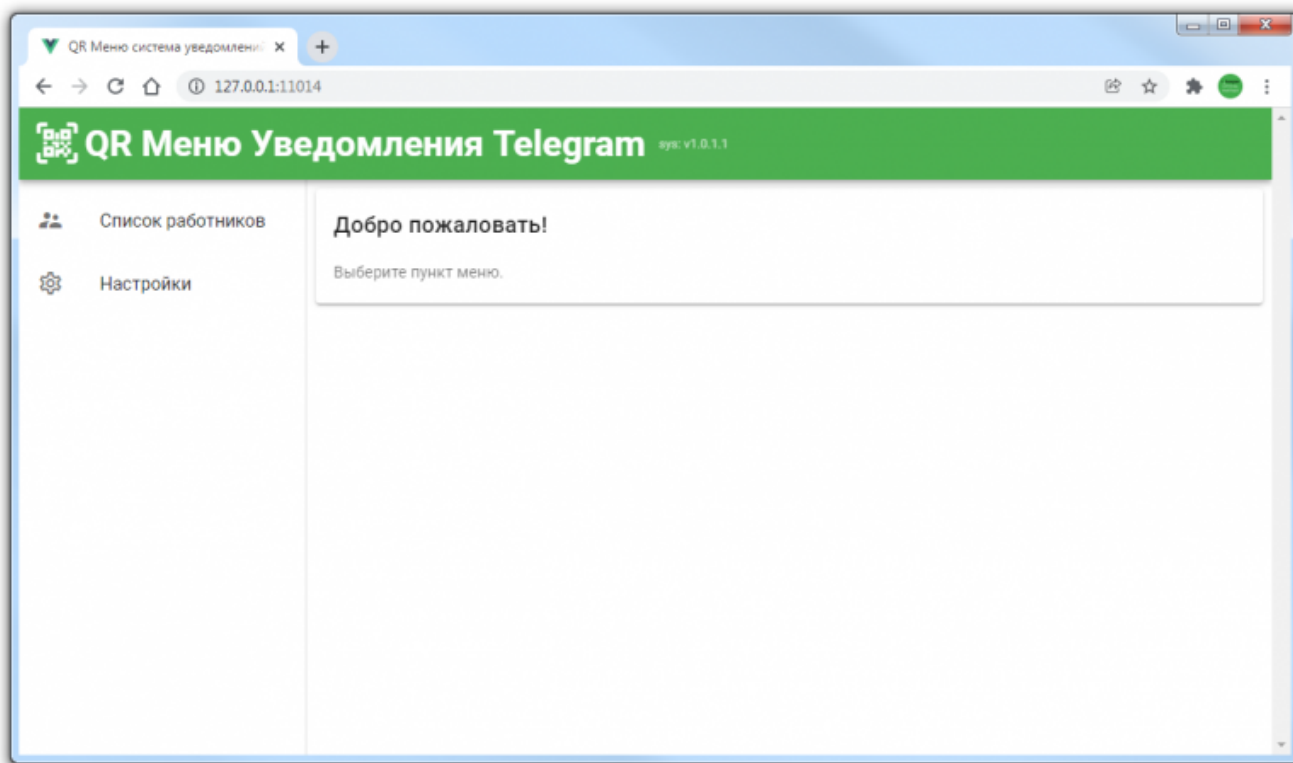 QR Меню система уведомлений
127.0.0.1:11014
QR Меню Уведомления Telegram sys: v1.0.1.1
Список работников
Настройки
Добро пожаловать!
Выберите пункт меню.